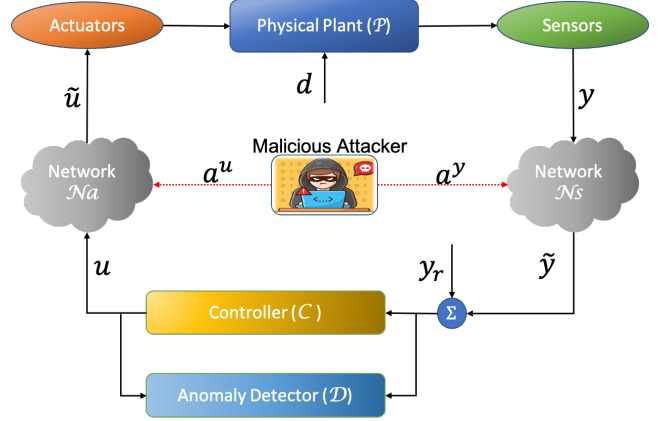 Actuators
Physical Plant (𝒫)
Sensors
ũ
d
y
Malicious Attacker
Network
𝒩a
aᵘ
<...>
aʸ
Network
𝒩s
u
yᵣ
ỹ
Controller (C )
Σ
Anomaly Detector (𝒟)